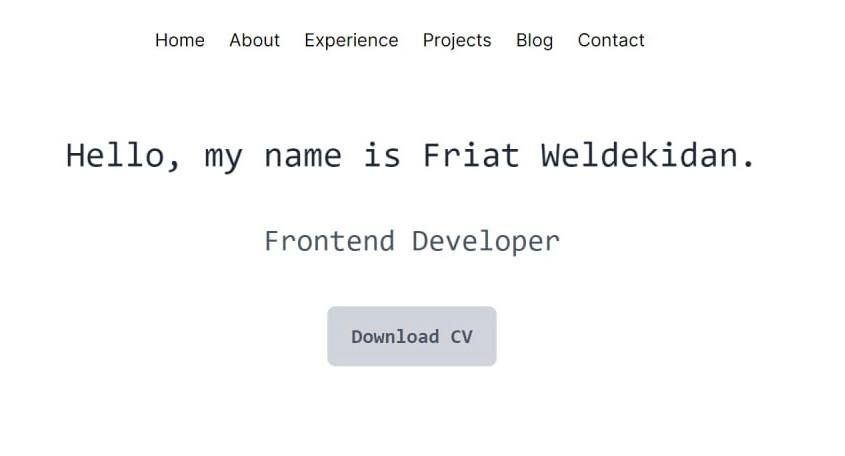 Home About Experience Projects Blog Contact
Hello, my name is Friat Weldekidan.
Frontend Developer
Download CV